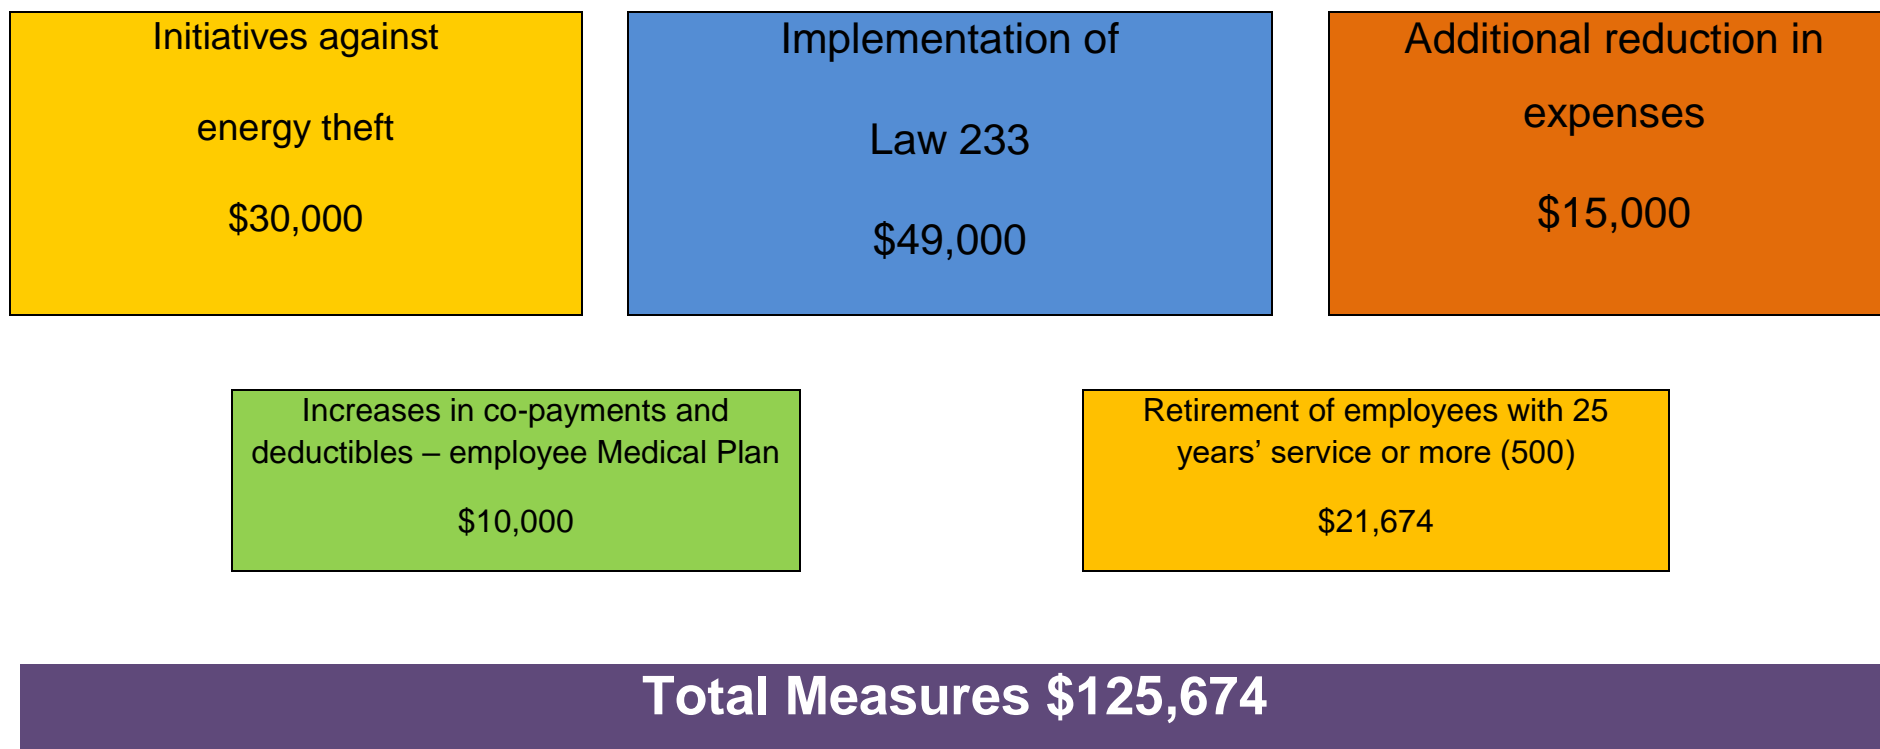 Initiatives against
energy theft
$30,000
Implementation of
Law 233
$49,000
Additional reduction in
expenses
$15,000
Increases in co-payments and
deductibles – employee Medical Plan
$10,000
Retirement of employees with 25
years’ service or more (500)
$21,674
Total Measures $125,674